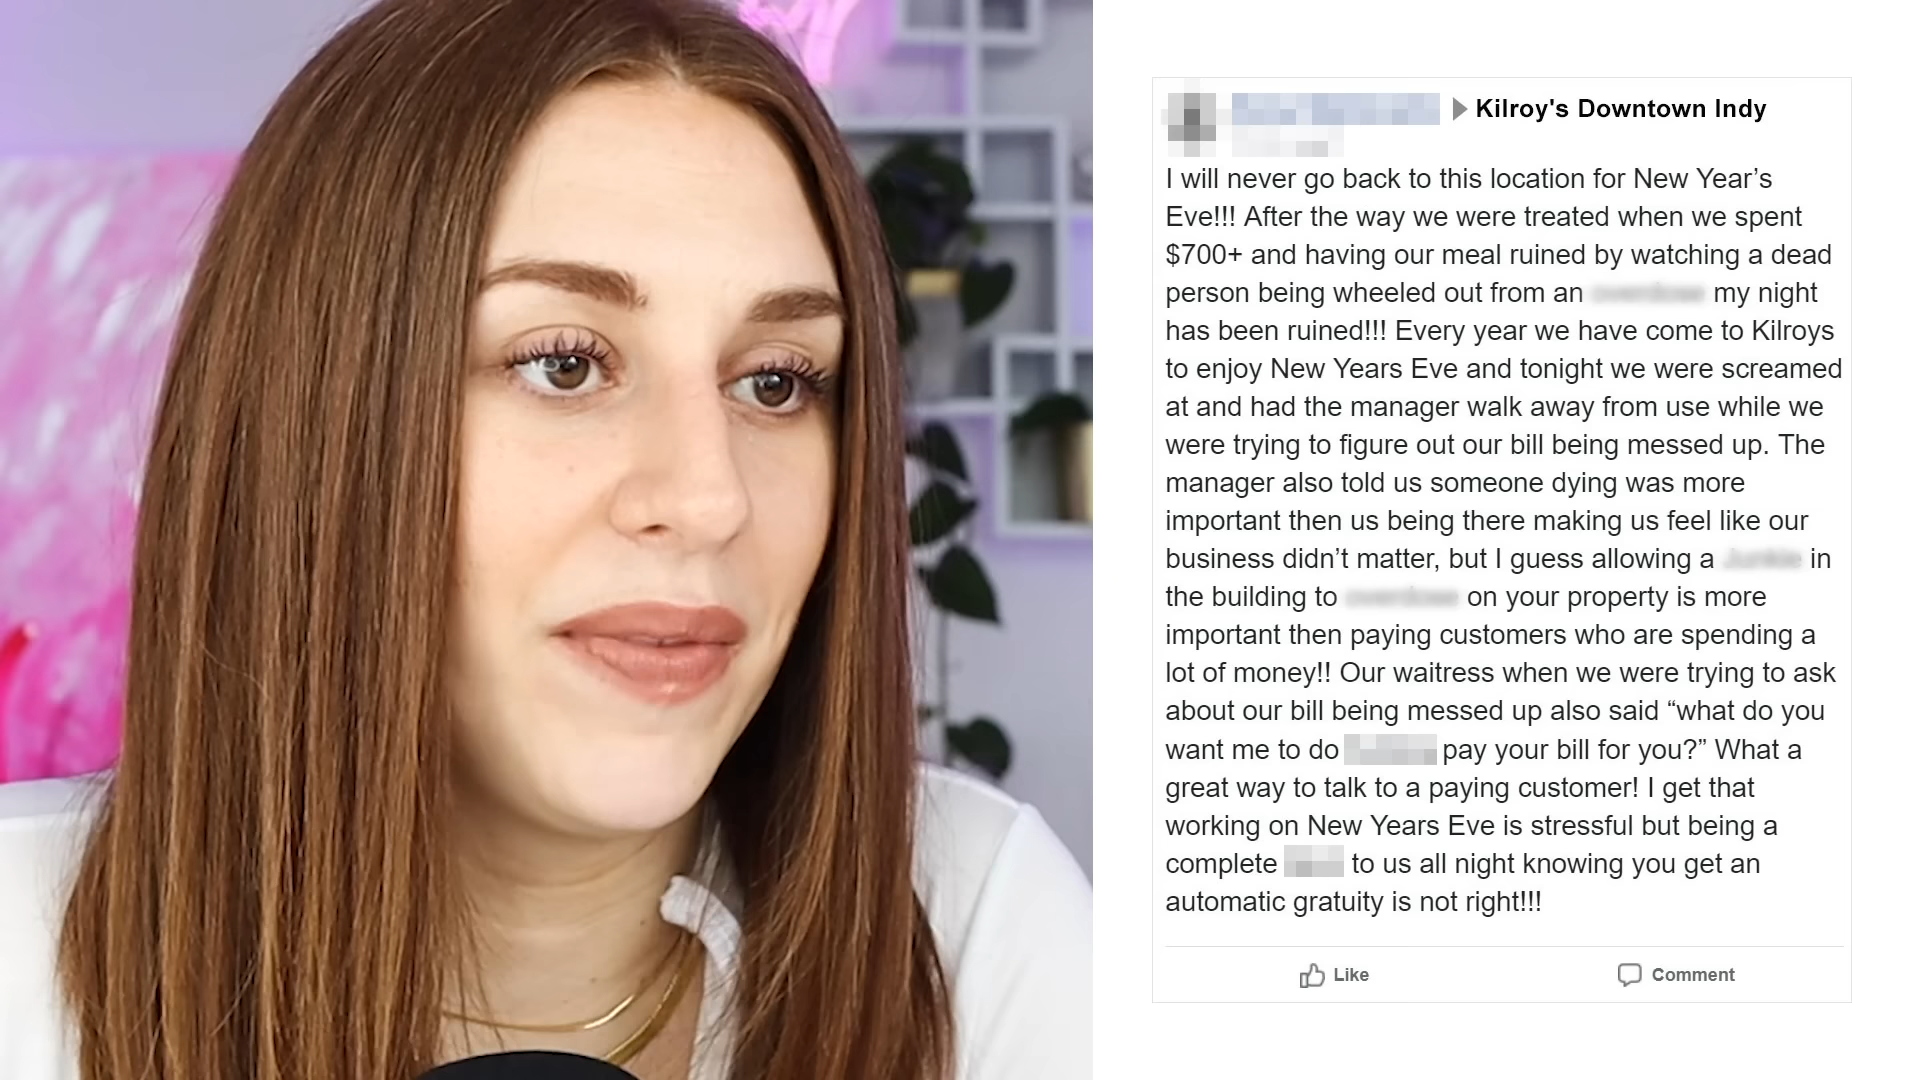 Kilroy's Downtown Indy
I will never go back to this location for New Year’s
Eve!!! After the way we were treated when we spent
$700+ and having our meal ruined by watching a dead
person being wheeled out from an overdose my night
has been ruined!!! Every year we have come to Kilroys
to enjoy New Years Eve and tonight we were screamed
at and had the manager walk away from use while we
were trying to figure out our bill being messed up. The
manager also told us someone dying was more
important then us being there making us feel like our
business didn’t matter, but I guess allowing a Junkie in
the building to overdose on your property is more
important then paying customers who are spending a
lot of money!! Our waitress when we were trying to ask
about our bill being messed up also said “what do you
want me to do pay your bill for you?” What a
great way to talk to a paying customer! I get that
working on New Years Eve is stressful but being a
complete to us all night knowing you get an
automatic gratuity is not right!!!
Like
Comment